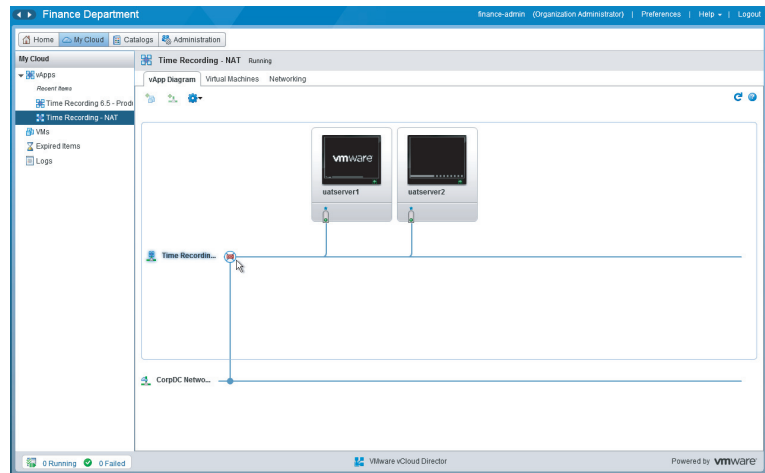 Finance Department
finance-admin (Organization Administrator) | Preferences | Help | Logout
Home My Cloud Catalogs Administration
My Cloud
vApps
Recent Items
Time Recording 6.5 - Prod
Time Recording - NAT
VMs
Expired Items
Logs
Time Recording - NAT Running
vApp Diagram Virtual Machines Networking
vmware
uatserver1
uatserver2
Time Recordin...
CorpDC Netwo...
0 Running 0 Failed
VMware vCloud Director
Powered by vmware